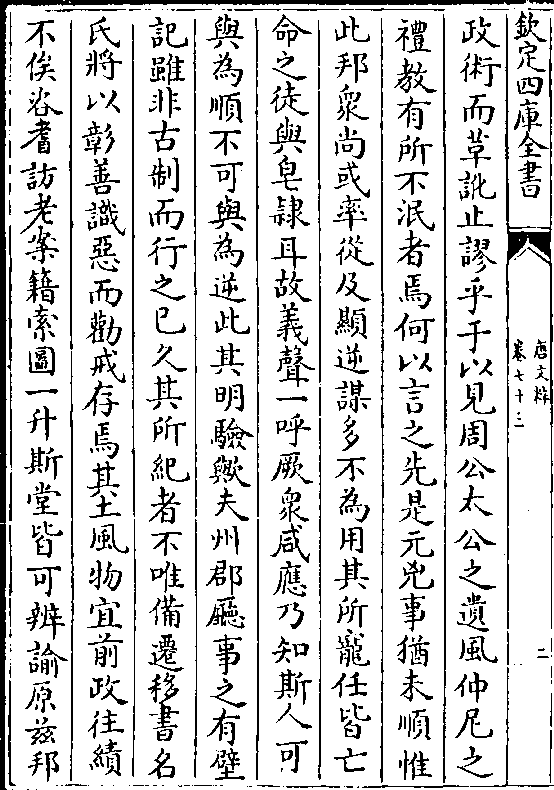 欽定四庫全書
唐文粹
卷七十三
二
政術而革訛止謬乎于以見周公太公之遺風仲尼之
禮教有所不泯者焉何以言之先是元兇事猶未順惟
此邦衆尚或率從及顯逆謀多不為用其所寵任皆亡
命之徒與皂隸耳故義聲一呼厥衆咸應乃知斯人可
與為順不可與為逆此其明驗歟夫州郡廳事之有壁
記雖非古制而行之已久其所紀者不唯備遷移書名
氏將以彰善識惡而勸戒存焉其土風物宜前政往績
不俟咨耆訪老案籍索圖一升斯堂皆可辨諭原兹邦